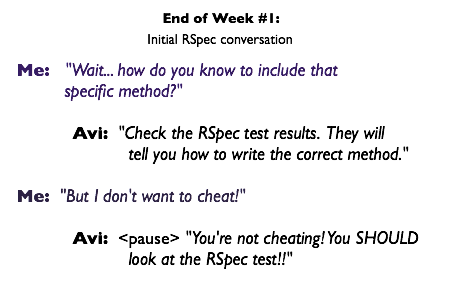 End of Week #1:
Initial RSpec conversation
Me: "Wait... how do you know to include that
specific method?"
Avi: "Check the RSpec test results. They will
tell you how to write the correct method."
Me: "But I don't want to cheat!"
Avi: <pause> "You're not cheating! You SHOULD
look at the RSpec test!!"